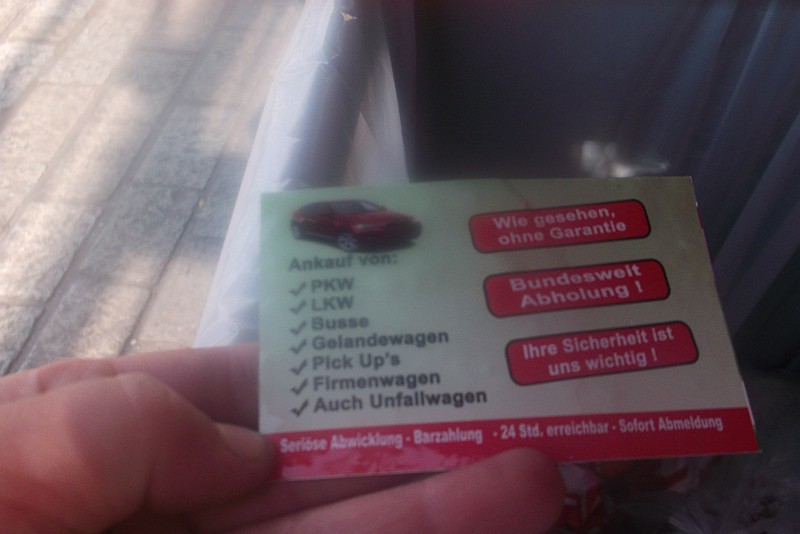 Ankauf von:
PKW
LKW
Busse
Gelandewagen
Pick Up's
Firmenwagen
Auch Unfallwagen
Wie gesehen,
ohne Garantie
Bundesweit
Abholung !
Ihre Sicherheit ist
uns wichtig !
Seriöse Abwicklung - Barzahlung - 24 Std. erreichbar - Sofort Abmeldung